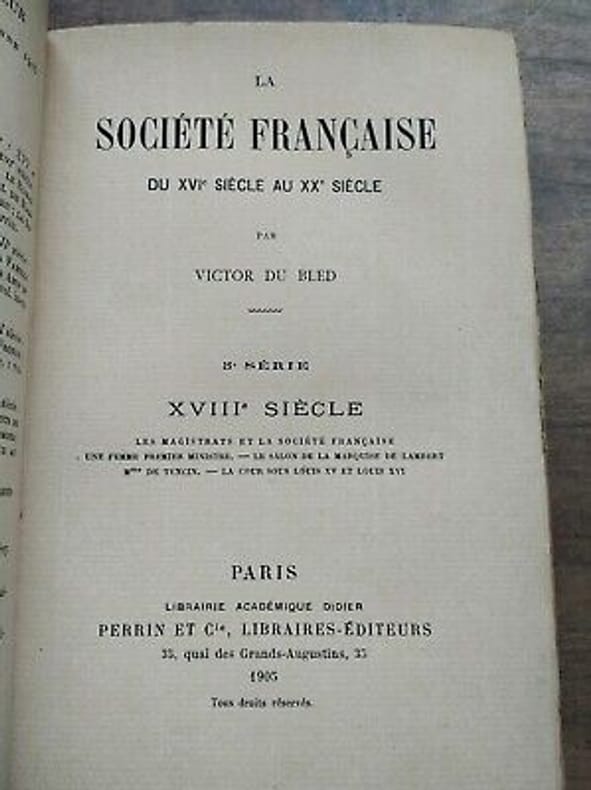 LA
SOCIÉTÉ FRANÇAISE
DU XVIᵉ SIÈCLE AU XXᵉ SIÈCLE
PAR
VICTOR DU BLED
5ᵉ SÉRIE
XVIIIᵉ SIÈCLE
LES MAGISTRATS ET LA SOCIÉTÉ FRANÇAISE
UNE FEMME PREMIER MINISTRE. — LE SALON DE LA MARQUISE DE LAMBERT
Mᵐᵉ DE TENCIN. — LA COUR SOUS LOUIS XV ET LOUIS XVI
PARIS
LIBRAIRIE ACADÉMIQUE DIDIER
PERRIN ET Cⁱᵉ, LIBRAIRES-ÉDITEURS
35, quai des Grands-Augustins, 35
1905
Tous droits réservés.